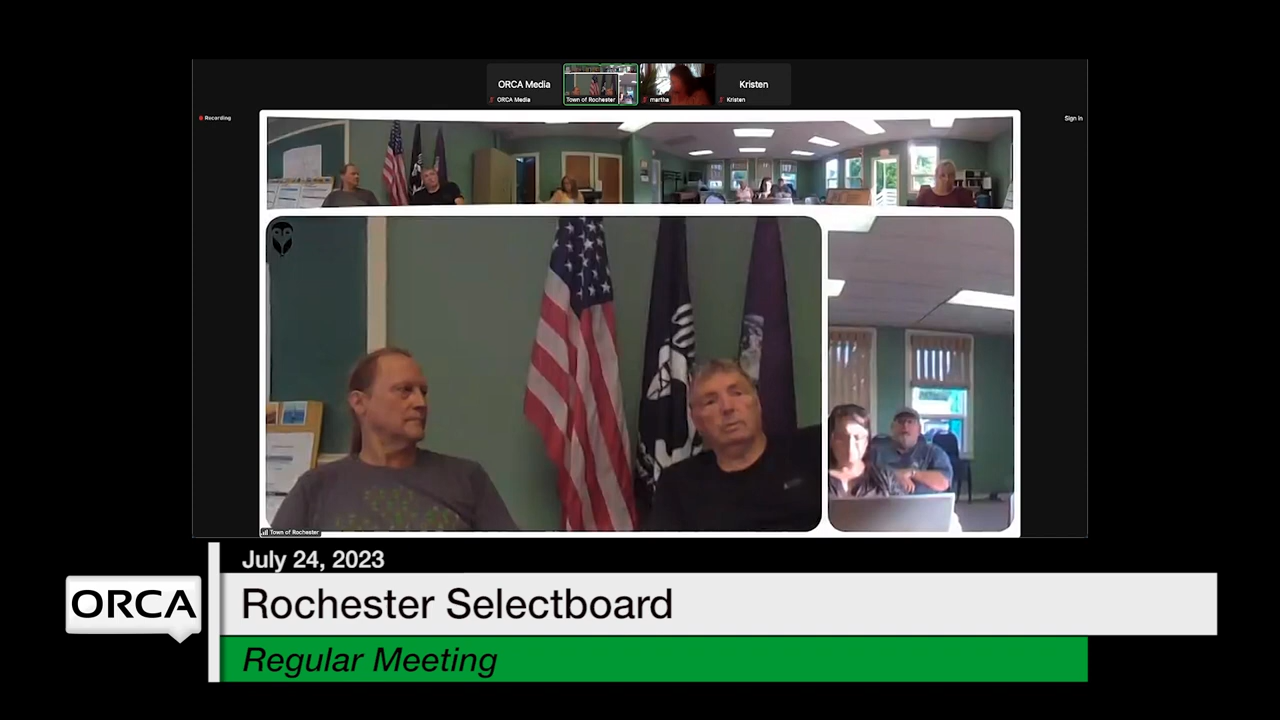 ORCA Media
Kristen
ORCA Media
Town of Rochester
martha
Kristen
Recording
Sign in
Town of Rochester
July 24, 2023
ORCA
Rochester Selectboard
Regular Meeting